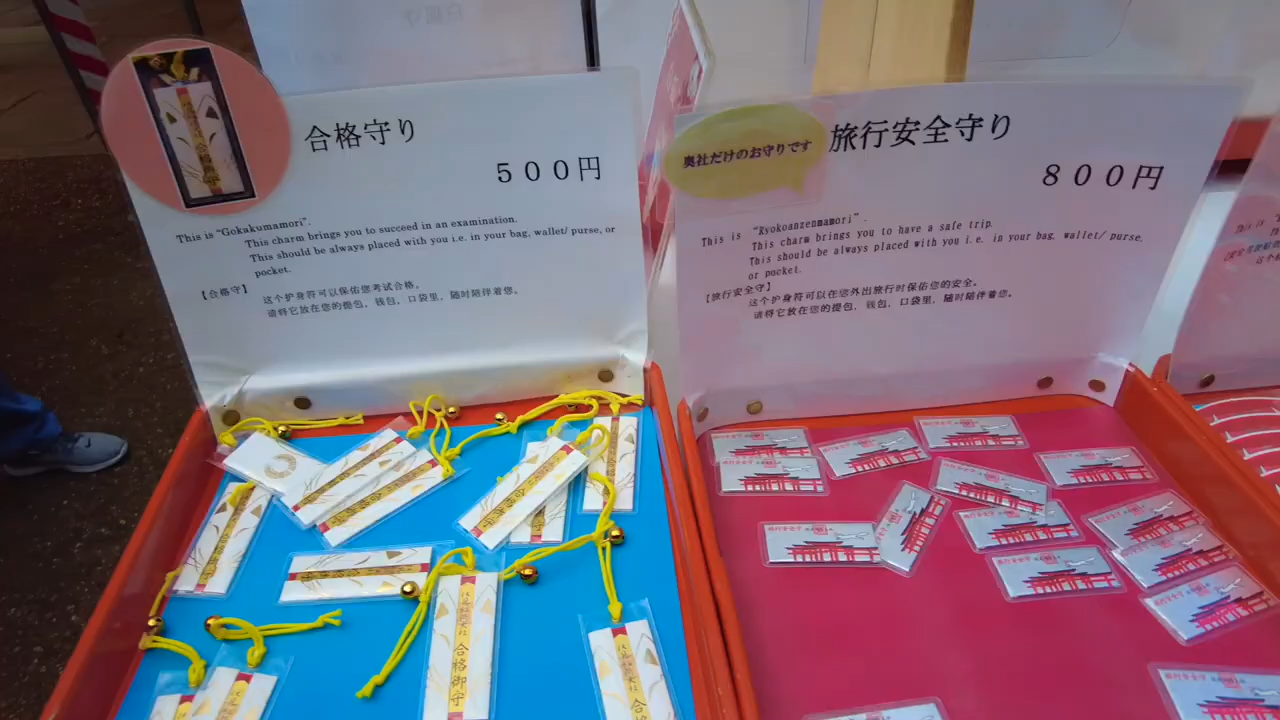 合格守り
５００円
This is “Gokakumamori”.
This charm brings you to succeed in an examination.
This should be always placed with you i.e. in your bag, wallet/ purse, or
pocket.
【合格守】
这个护身符可以保佑您考试合格。
请将它放在您的提包，钱包，口袋里，随时陪伴着您。
奥社だけのお守りです
旅行安全守り
８００円
This is “Ryokoanzenmamori”.
This charm brings you to have a safe trip.
This should be always placed with you i.e. in your bag, wallet/ purse,
or pocket.
【旅行安全守】
这个护身符可以在您外出旅行时保佑您的安全。
请将它放在您的提包，钱包，口袋里，随时陪伴着您。
合格御守
旅行安全守